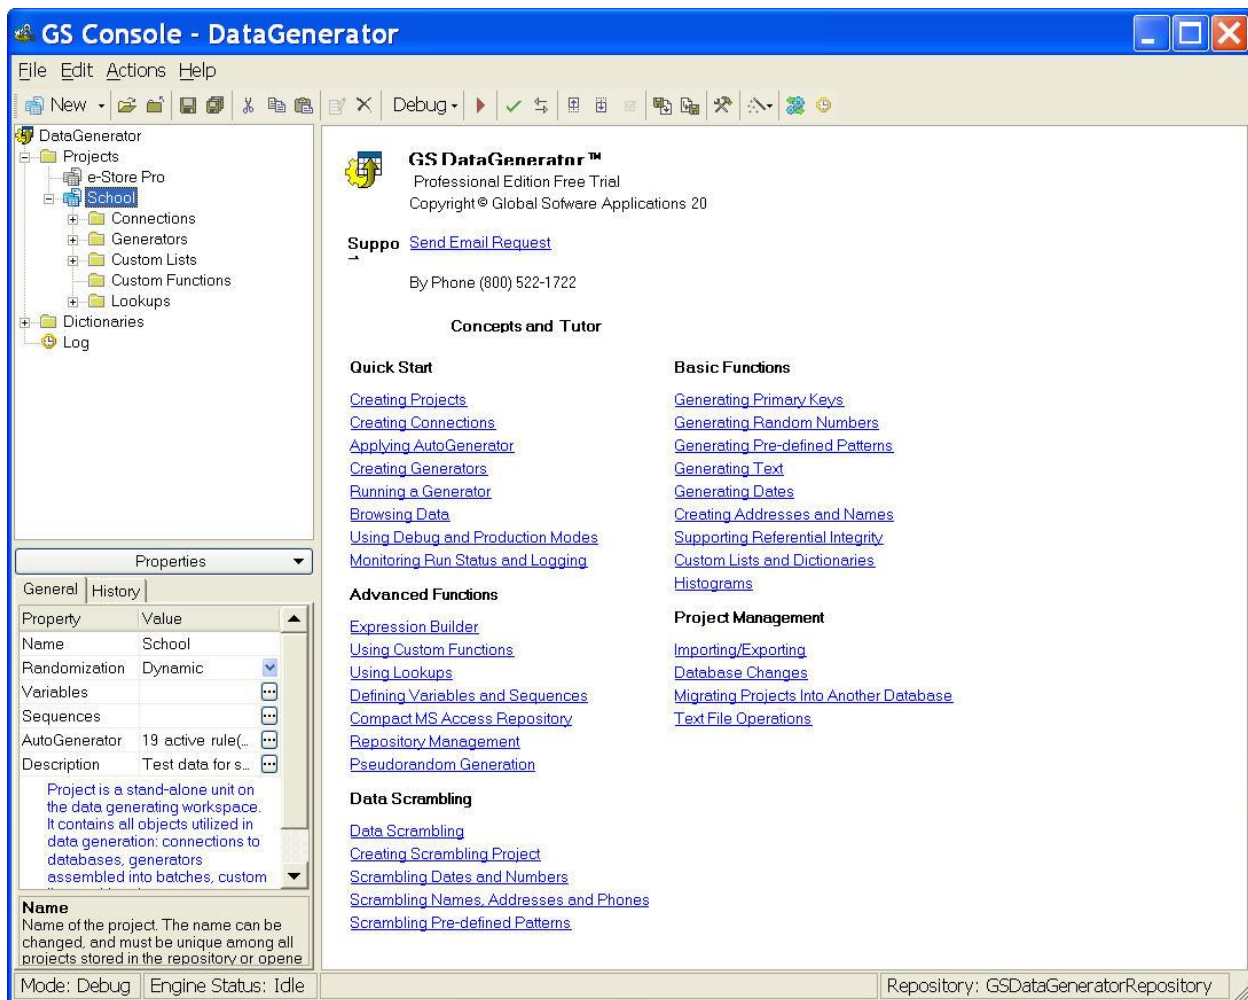 GS Console - DataGenerator
File Edit Actions Help
New Debug
DataGenerator
Projects
e-Store Pro
School
Connections
Generators
Custom Lists
Custom Functions
Lookups
Dictionaries
Log
Properties
General History
Property Value
Name School
Randomization Dynamic
Variables
Sequences
AutoGenerator 19 active rule(...
Description Test data for s...
Project is a stand-alone unit on
the data generating workspace.
It contains all objects utilized in
data generation: connections to
databases, generators
assembled into batches, custom
Name
Name of the project. The name can be
changed, and must be unique among all
projects stored in the repository or opene
GS DataGenerator™
Professional Edition Free Trial
Copyright© Global Sofware Applications 20
Suppo Send Email Request
By Phone (800) 522-1722
Concepts and Tutor
Quick Start
Creating Projects
Creating Connections
Applying AutoGenerator
Creating Generators
Running a Generator
Browsing Data
Using Debug and Production Modes
Monitoring Run Status and Logging
Advanced Functions
Expression Builder
Using Custom Functions
Using Lookups
Defining Variables and Sequences
Compact MS Access Repository
Repository Management
Pseudorandom Generation
Data Scrambling
Data Scrambling
Creating Scrambling Project
Scrambling Dates and Numbers
Scrambling Names, Addresses and Phones
Scrambling Pre-defined Patterns
Basic Functions
Generating Primary Keys
Generating Random Numbers
Generating Pre-defined Patterns
Generating Text
Generating Dates
Creating Addresses and Names
Supporting Referential Integrity
Custom Lists and Dictionaries
Histograms
Project Management
Importing/Exporting
Database Changes
Migrating Projects Into Another Database
Text File Operations
Mode: Debug Engine Status: Idle Repository: GSDataGeneratorRepository